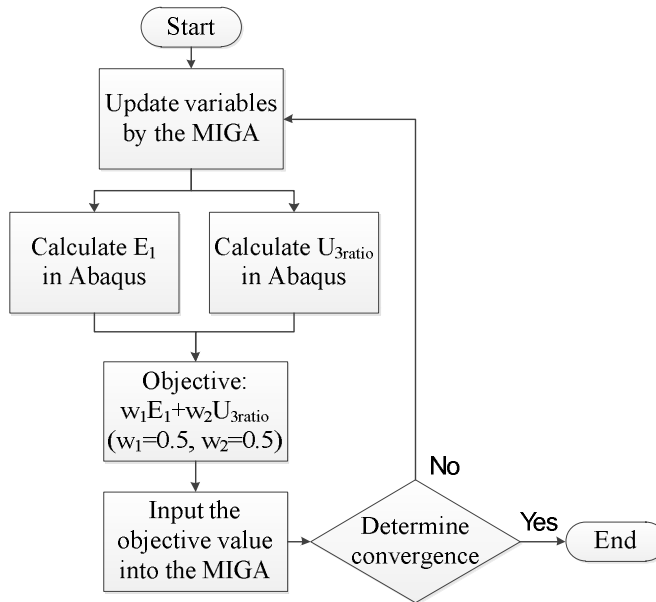 Start
Update variables
by the MIGA
Calculate E₁
in Abaqus
Calculate U₃ratio
in Abaqus
Objective:
w₁E₁+w₂U₃ratio
(w₁=0.5, w₂=0.5)
Input the
objective value
into the MIGA
No
Determine
convergence
Yes
End